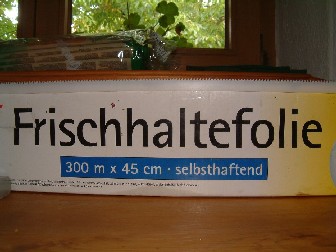 Frischhaltefolie
300 m x 45 cm · selbsthaftend